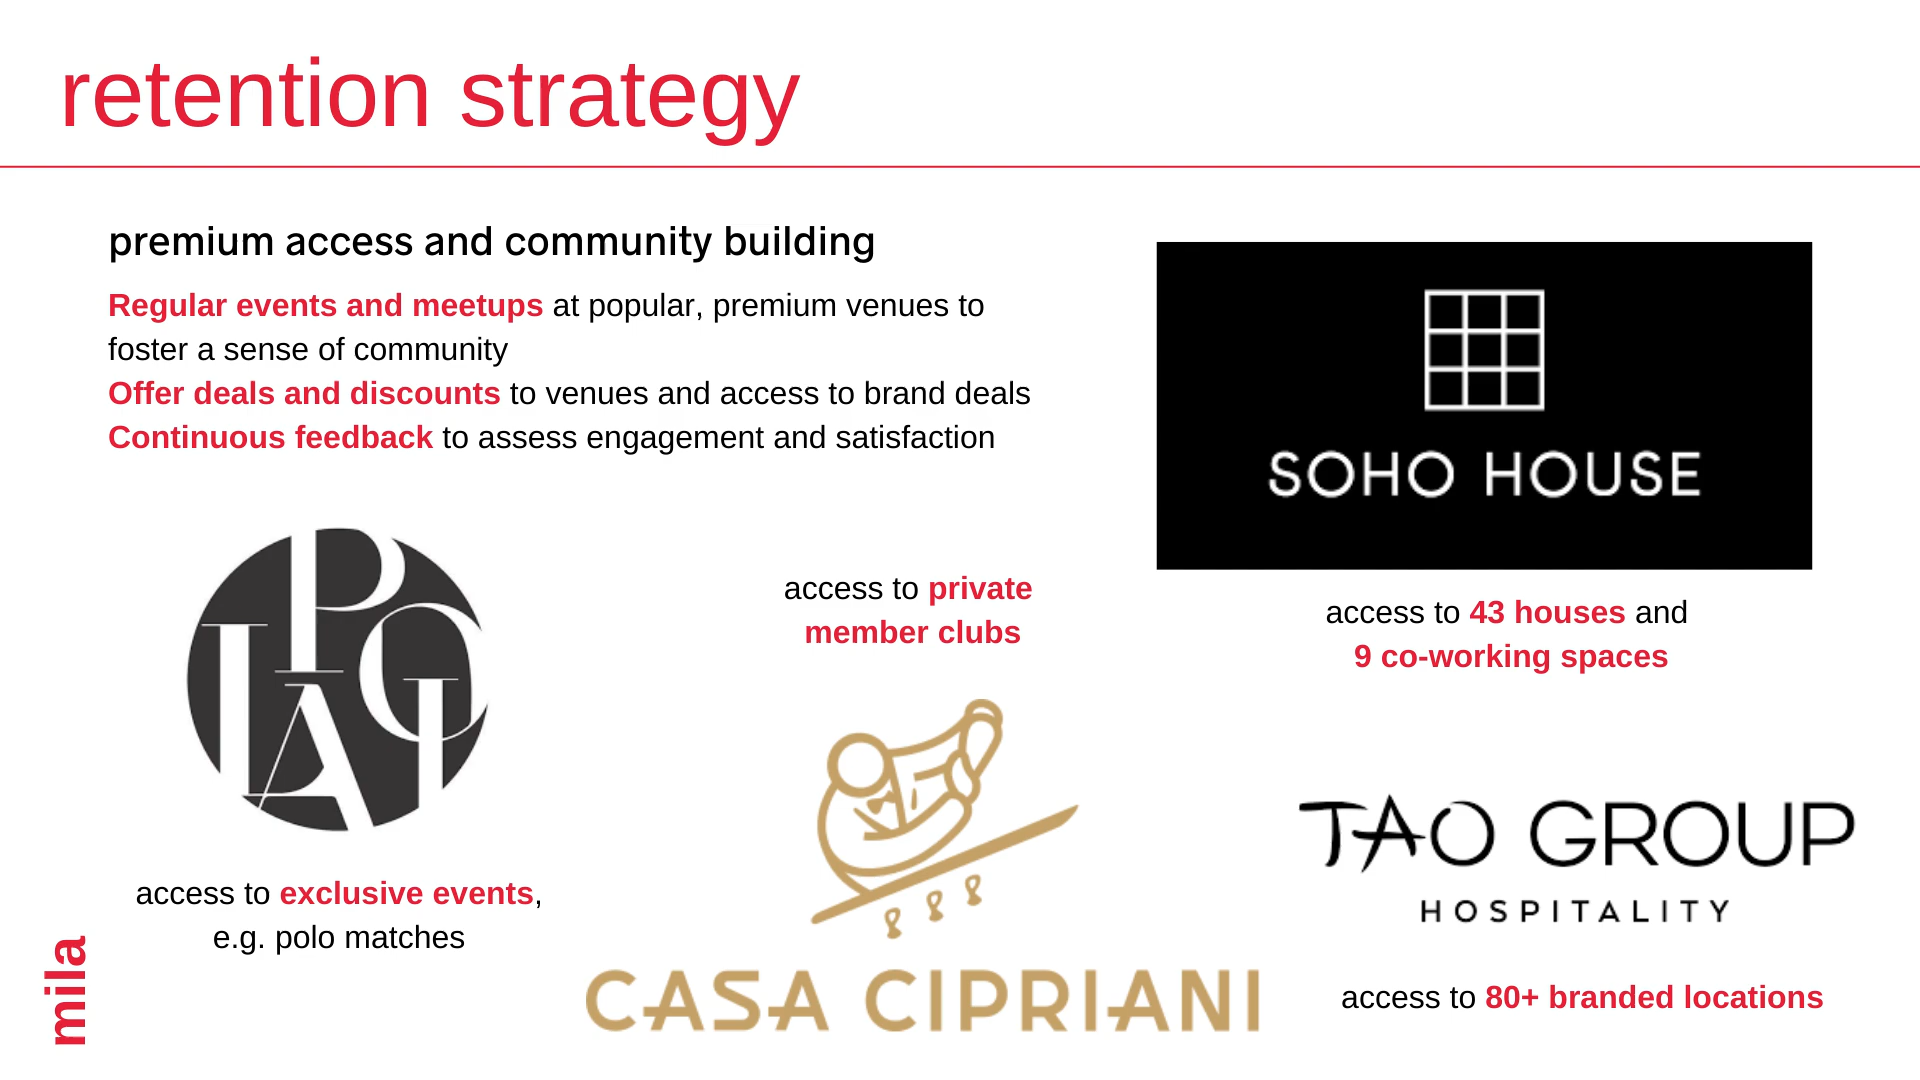 retention strategy
premium access and community building
Regular events and meetups at popular, premium venues to
foster a sense of community
Offer deals and discounts to venues and access to brand deals
Continuous feedback to assess engagement and satisfaction
SOHO HOUSE
access to 43 houses and
9 co-working spaces
access to private
member clubs
CASA CIPRIANI
access to exclusive events,
e.g. polo matches
TAO GROUP
HOSPITALITY
access to 80+ branded locations
mila